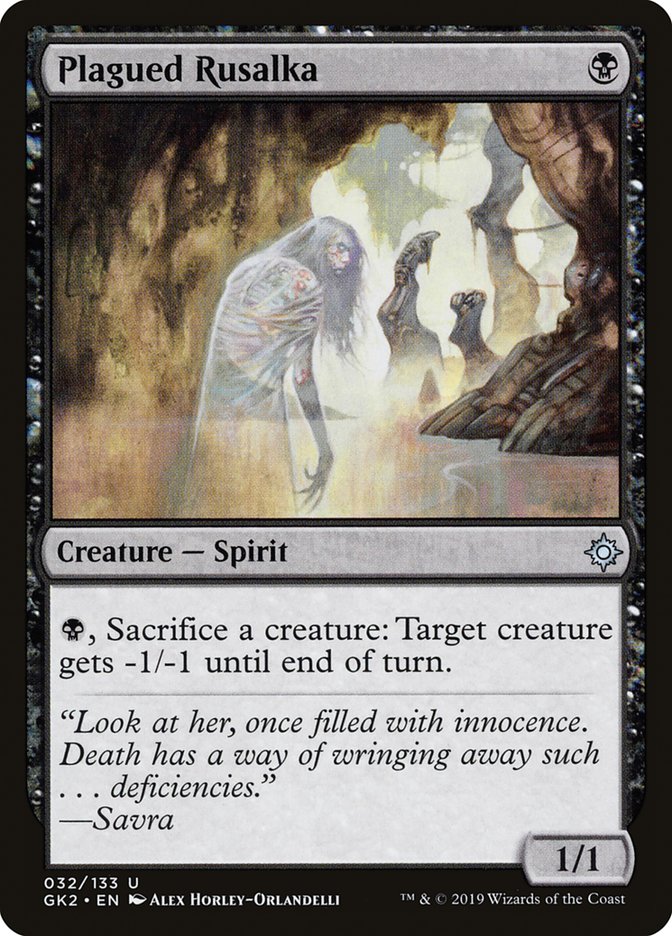 Plagued Rusalka
Creature — Spirit
, Sacrifice a creature: Target creature
gets -1/-1 until end of turn.
“Look at her, once filled with innocence.
Death has a way of wringing away such
. . . deficiencies.”
—Savra
1/1
032/133 U
GK2 • EN Alex Horley-Orlandelli
™ & © 2019 Wizards of the Coast